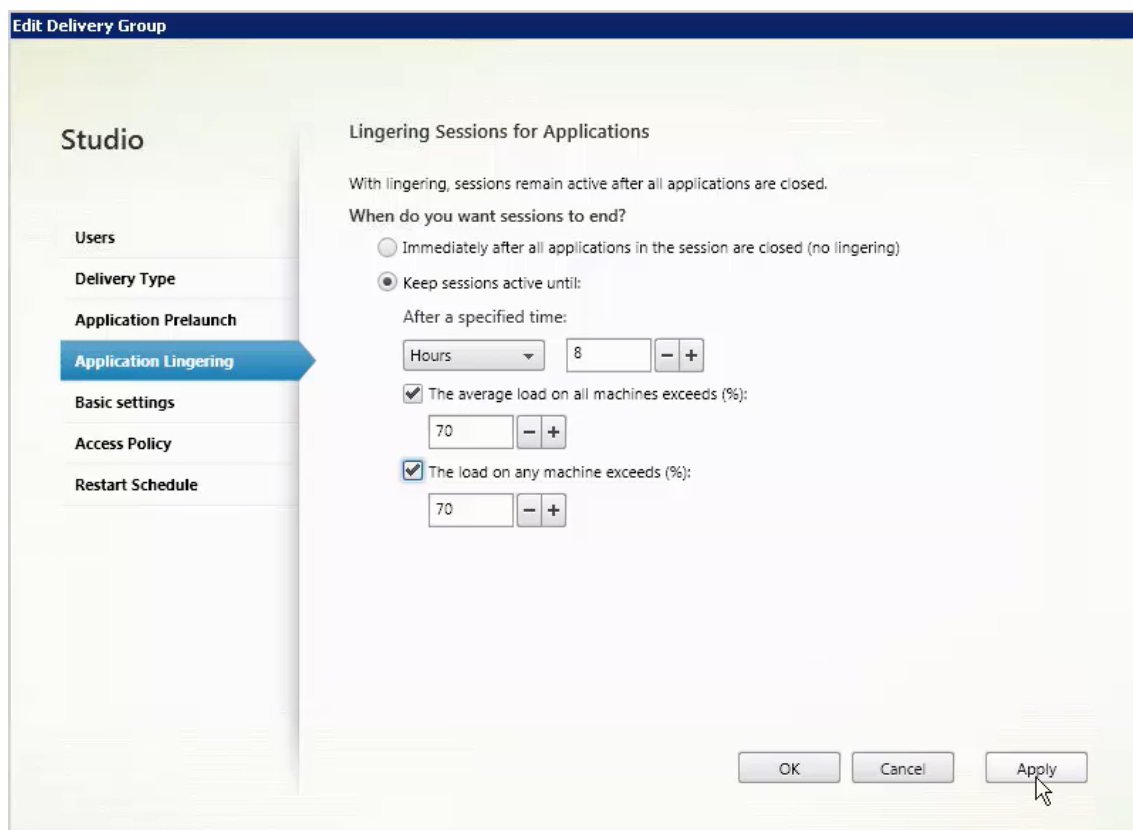 Edit Delivery Group
Studio
Users
Delivery Type
Application Prelaunch
Application Lingering
Basic settings
Access Policy
Restart Schedule
Lingering Sessions for Applications
With lingering, sessions remain active after all applications are closed.
When do you want sessions to end?
Immediately after all applications in the session are closed (no lingering)
Keep sessions active until:
After a specified time:
Hours 8 − +
The average load on all machines exceeds (%):
70 − +
The load on any machine exceeds (%):
70 − +
OK Cancel Apply